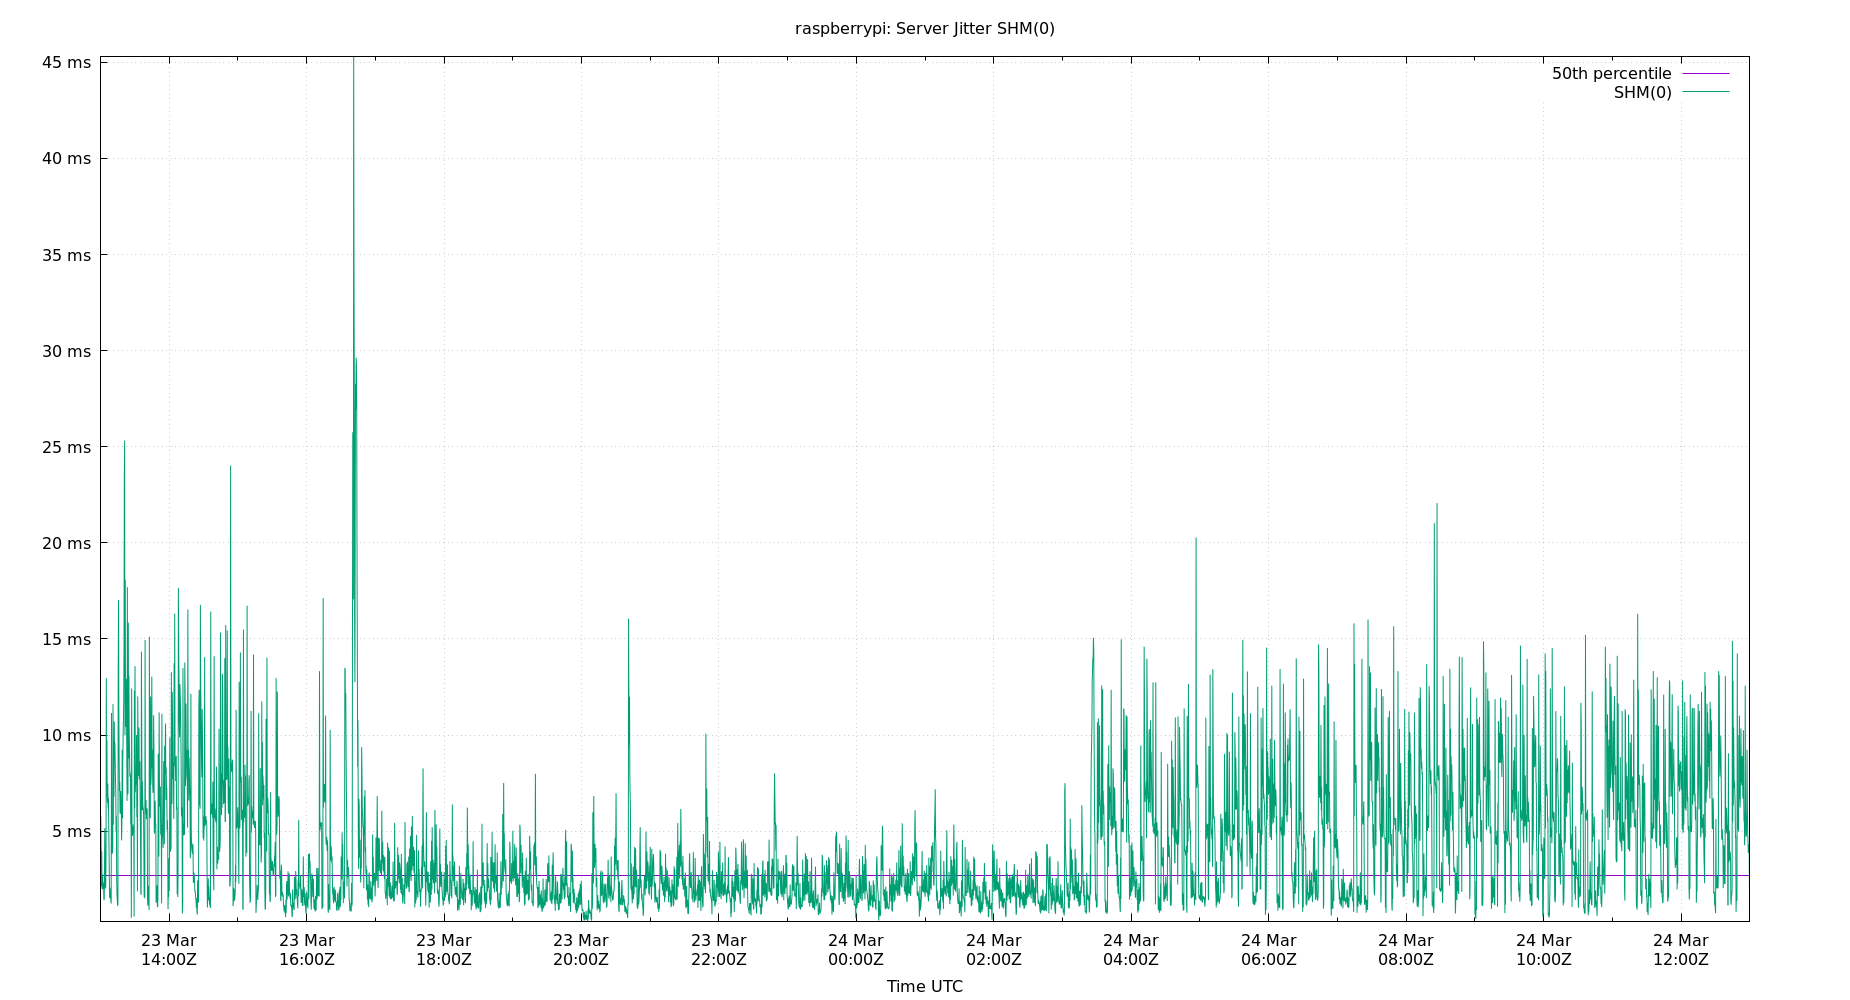 raspberrypi: Server Jitter SHM(0)
45 ms
40 ms
35 ms
30 ms
25 ms
20 ms
15 ms
10 ms
5 ms
50th percentile
SHM(0)
23 Mar 23 Mar 23 Mar 23 Mar 23 Mar 24 Mar 24 Mar 24 Mar 24 Mar 24 Mar 24 Mar 24 Mar
14:00Z 16:00Z 18:00Z 20:00Z 22:00Z 00:00Z 02:00Z 04:00Z 06:00Z 08:00Z 10:00Z 12:00Z
Time UTC